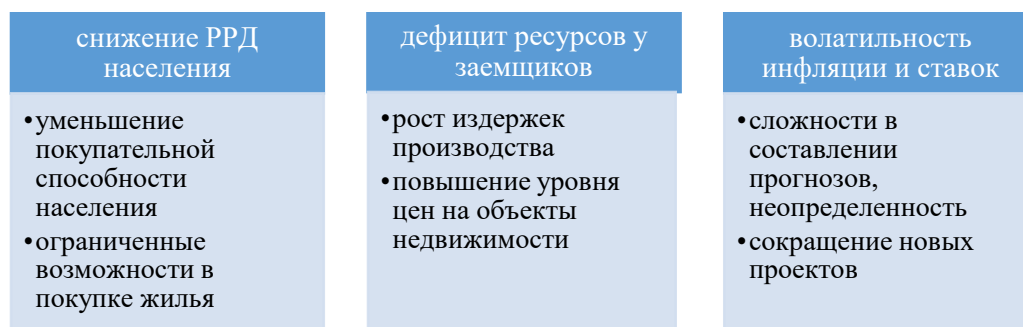 снижение РРД
населения
•уменьшение
покупательной
способности
населения
•ограниченные
возможности в
покупке жилья
дефицит ресурсов у
заемщиков
•рост издержек
производства
•повышение уровня
цен на объекты
недвижимости
волатильность
инфляции и ставок
•сложности в
составлении
прогнозов,
неопределенность
•сокращение новых
проектов